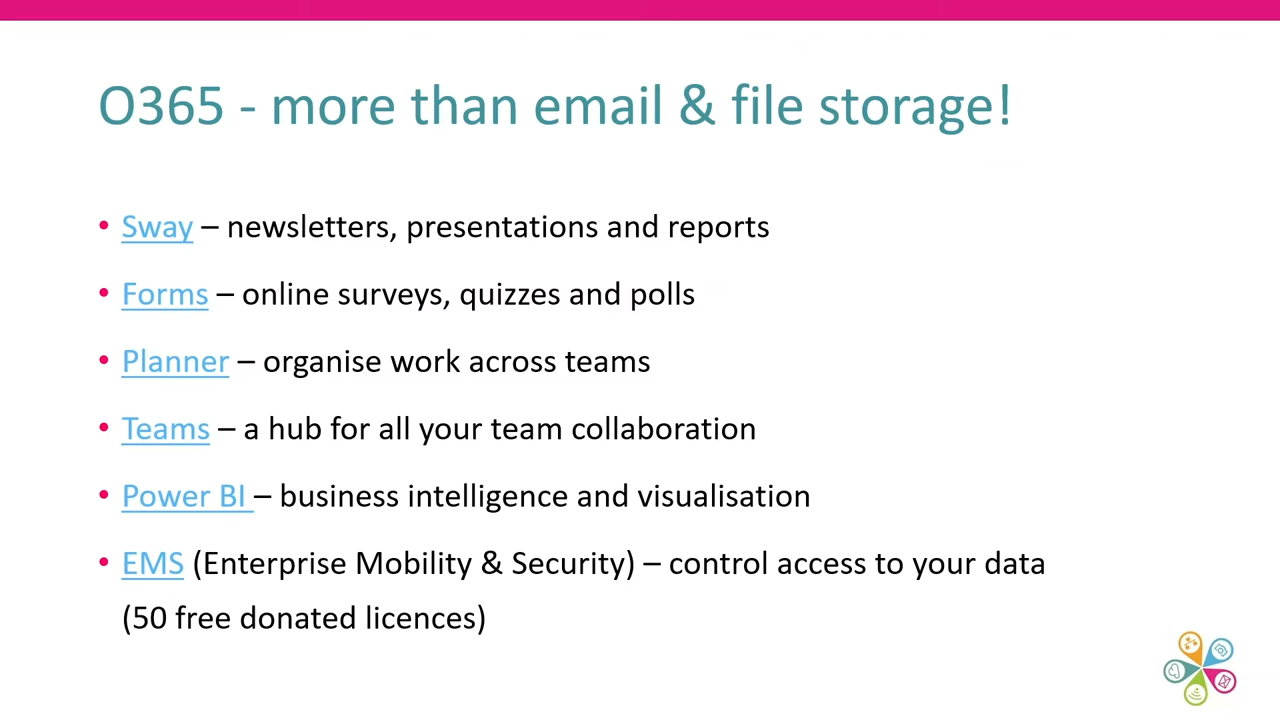 O365 - more than email & file storage!
• Sway – newsletters, presentations and reports
• Forms – online surveys, quizzes and polls
• Planner – organise work across teams
• Teams – a hub for all your team collaboration
• Power BI – business intelligence and visualisation
• EMS (Enterprise Mobility & Security) – control access to your data
(50 free donated licences)